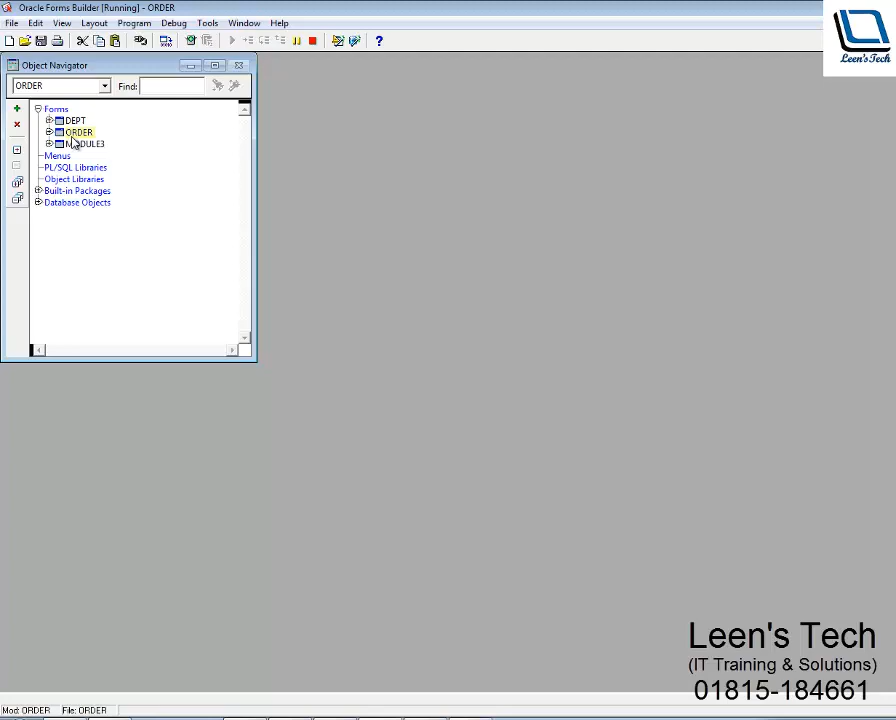 Oracle Forms Builder [Running] - ORDER
File Edit View Layout Program Debug Tools Window Help
Leen'sTech
Object Navigator
ORDER Find:
Forms
DEPT
ORDER
MODULE3
Menus
PL/SQL Libraries
Object Libraries
Built-in Packages
Database Objects
Leen's Tech
(IT Training & Solutions)
01815-184661
Mod: ORDER File: ORDER